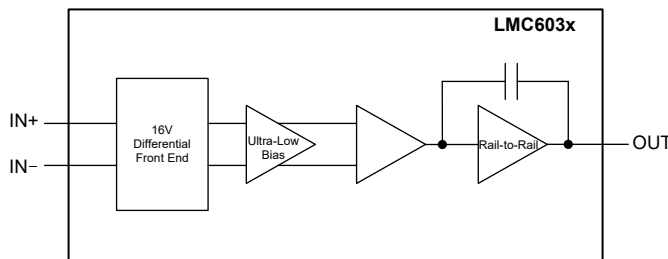 LMC603x
IN+
IN−
16V
Differential
Front End
Ultra-Low
Bias
Rail-to-Rail
OUT